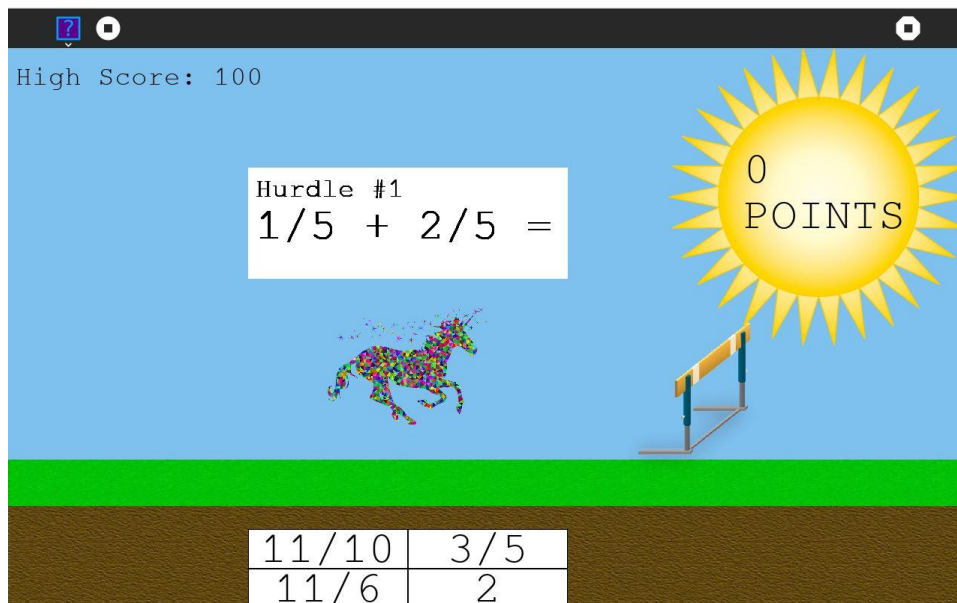 ?
High Score: 100
0
POINTS
Hurdle #1
1/5 + 2/5 =
11/10 3/5
11/6 2